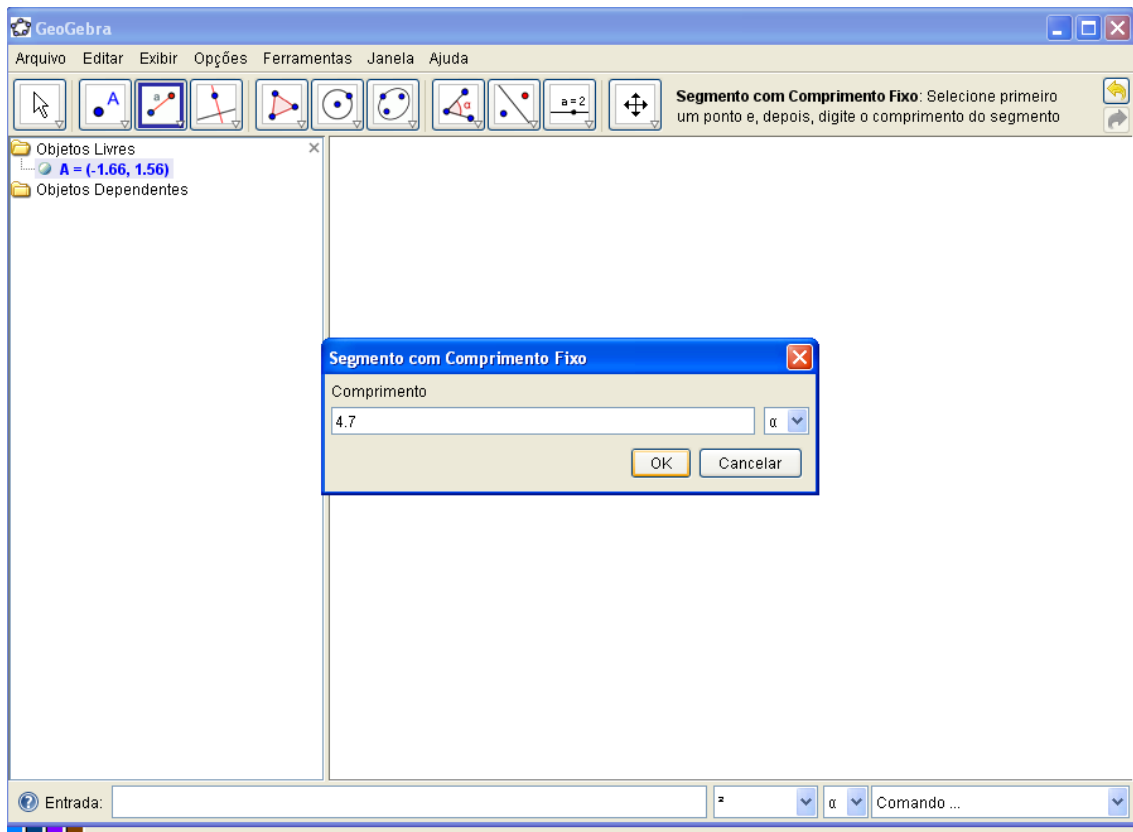 GeoGebra
Arquivo Editar Exibir Opções Ferramentas Janela Ajuda
A
a
α
a=2
Segmento com Comprimento Fixo: Selecione primeiro
um ponto e, depois, digite o comprimento do segmento
Objetos Livres
A = (-1.66, 1.56)
Objetos Dependentes
Segmento com Comprimento Fixo
Comprimento
4.7
α
OK Cancelar
Entrada: ² α Comando ...